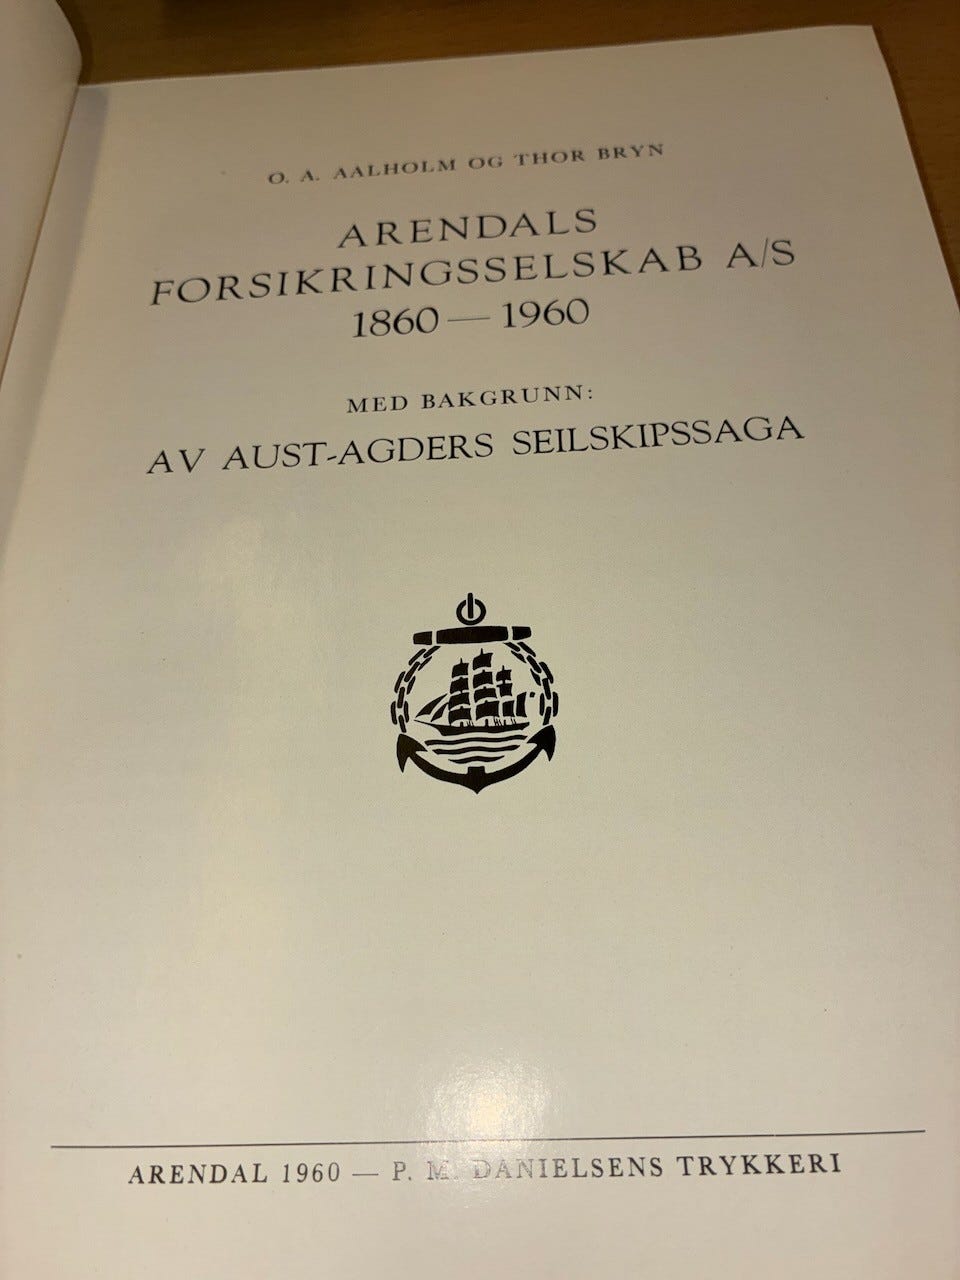 O. A. AALHOLM OG THOR BRYN
ARENDALS
FORSIKRINGSSELSKAB A/S
1860 — 1960
MED BAKGRUNN:
AV AUST-AGDERS SEILSKIPSSAGA
ARENDAL 1960 — P. M. DANIELSENS TRYKKERI